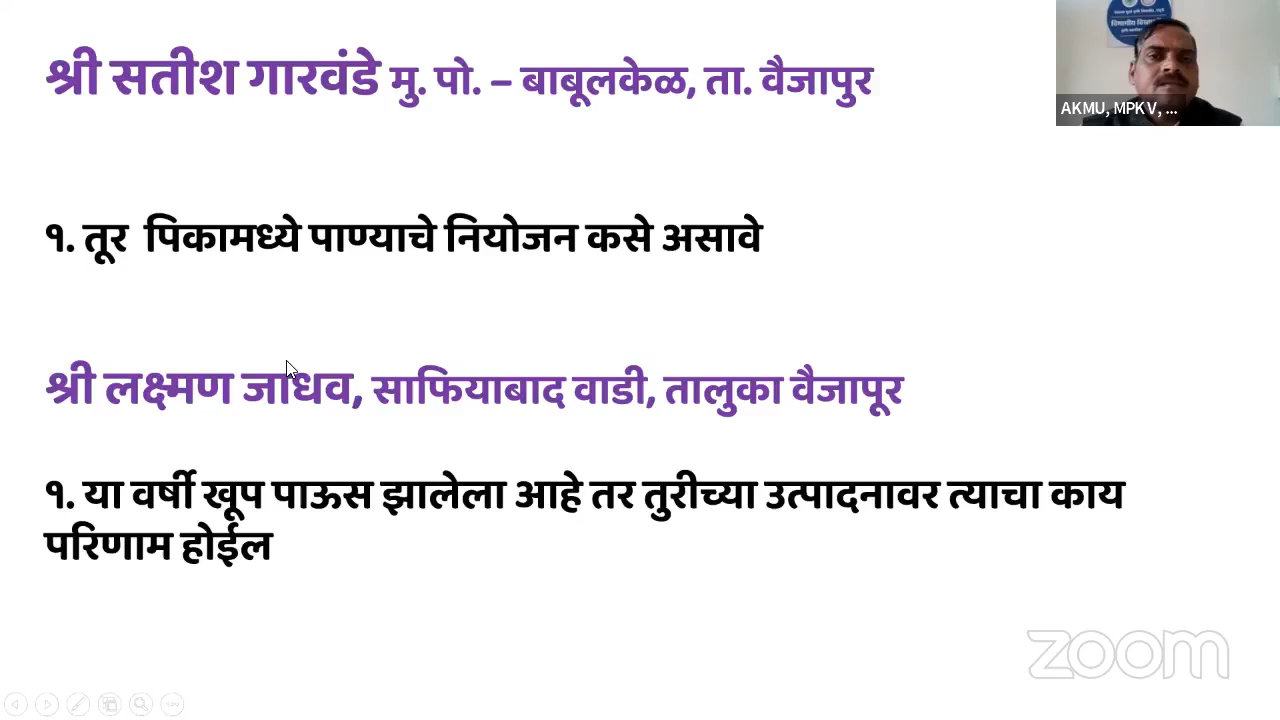 श्री सतीश गारवंडे मु. पो. – बाबूलकेळ, ता. वैजापुर
AKMU, MPKV, ...
१. तूर पिकामध्ये पाण्याचे नियोजन कसे असावे
श्री लक्ष्मण जाधव, साफियाबाद वाडी, तालुका वैजापूर
१. या वर्षी खूप पाऊस झालेला आहे तर तुरीच्या उत्पादनावर त्याचा काय
परिणाम होईल
zoom